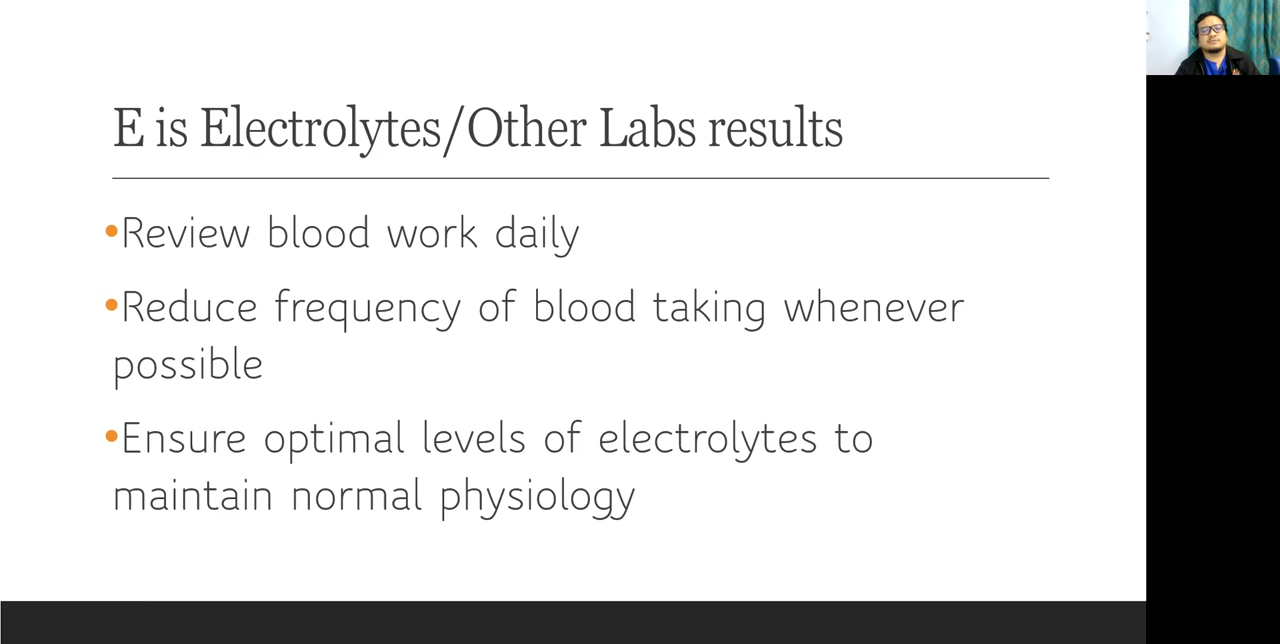 E is Electrolytes/Other Labs results
•Review blood work daily
•Reduce frequency of blood taking whenever
possible
•Ensure optimal levels of electrolytes to
maintain normal physiology